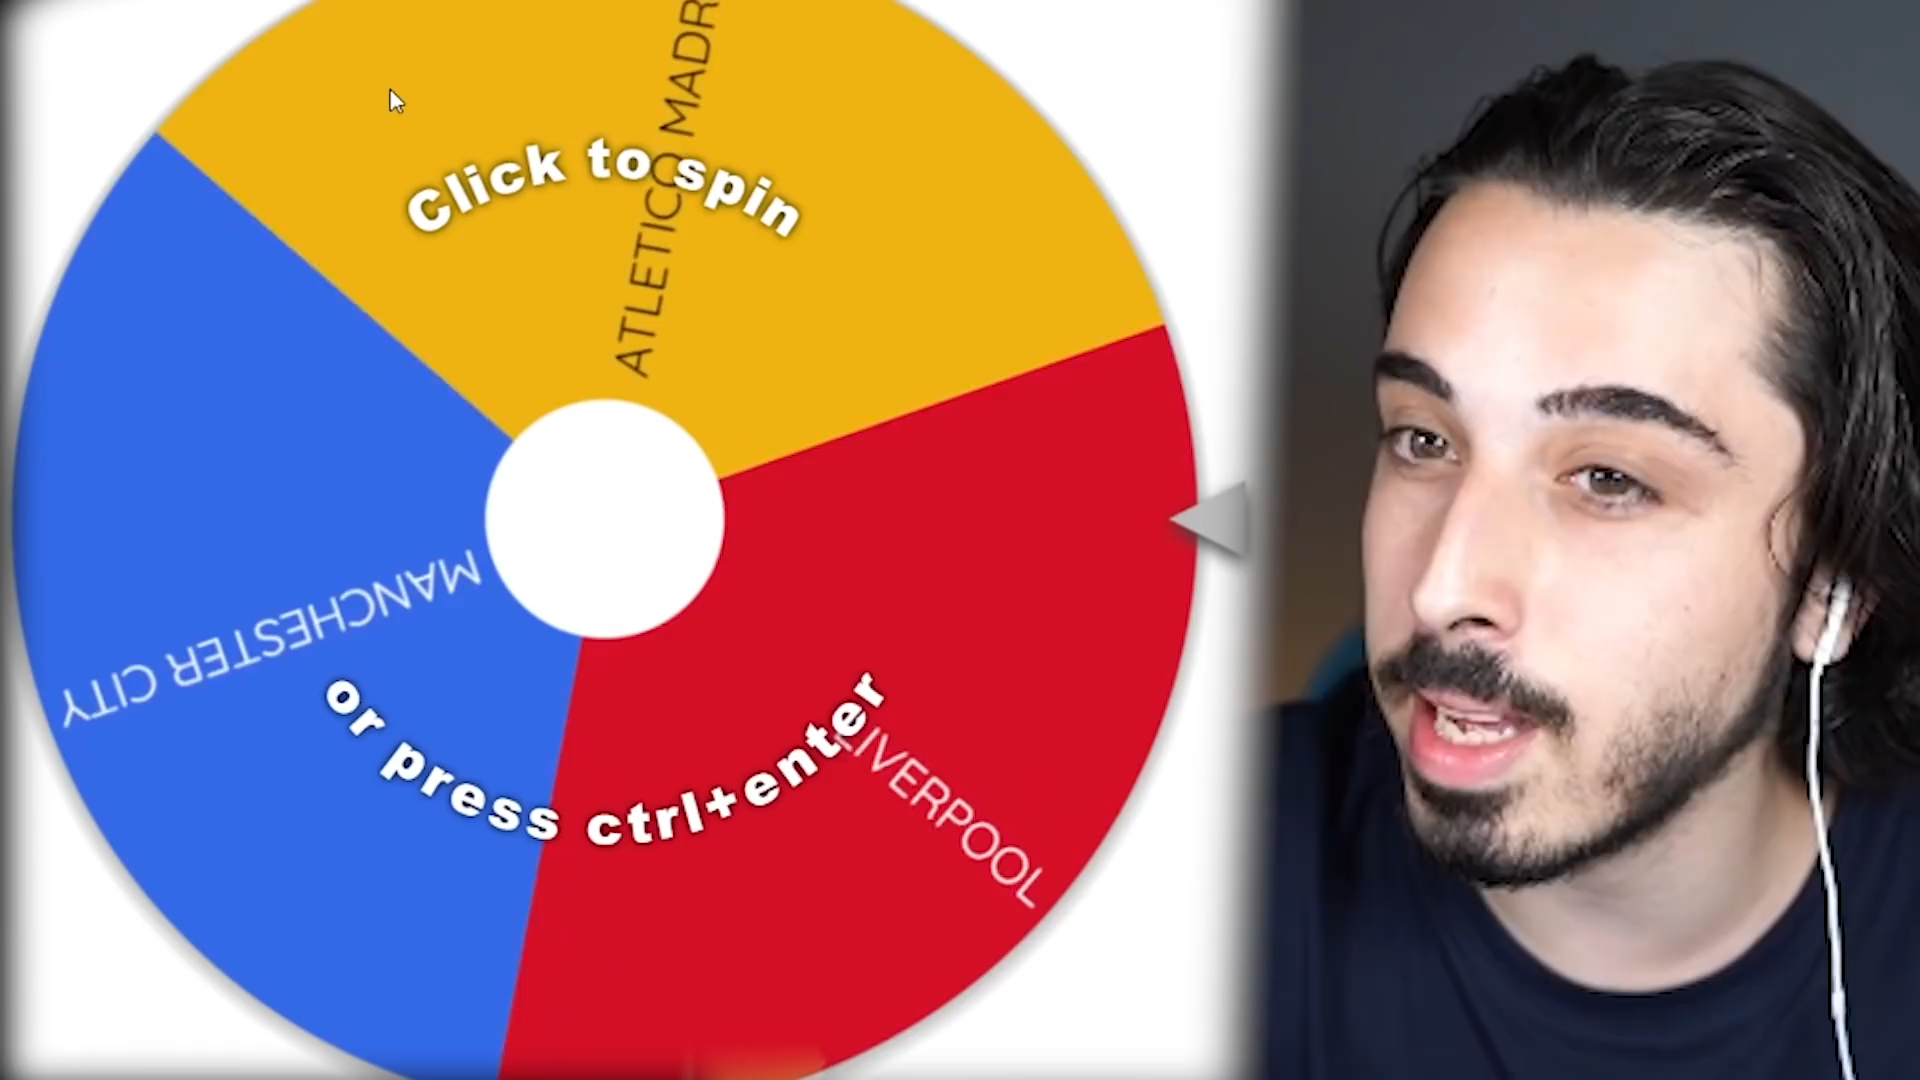 ATLETICO MADR
Click to spin
MANCHESTER CITY
or press ctrl+enter
LIVERPOOL